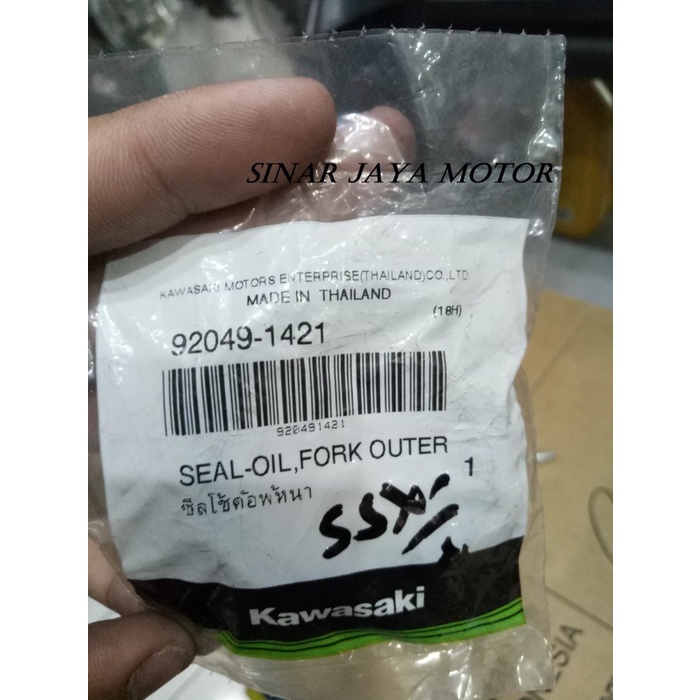 SINAR JAYA MOTOR
KAWASAKI MOTORS ENTERPRISE(THAILAND)CO.,LTD.
MADE IN THAILAND
(18H)
92049-1421
920491421
SEAL-OIL,FORK OUTER
1
ซีลโช้คอัพหน้า
Kawasaki